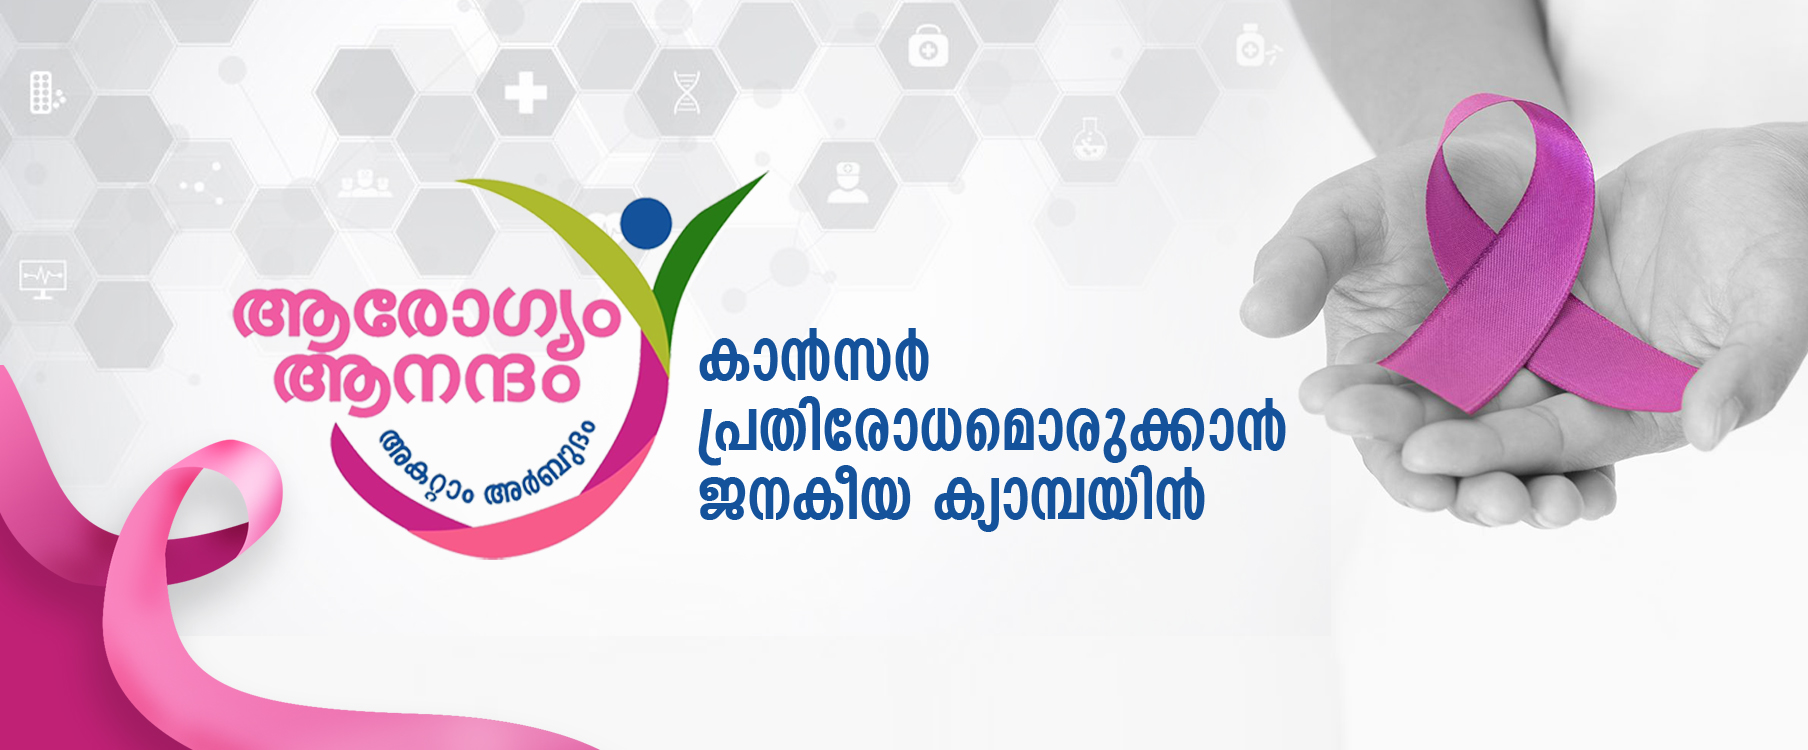 ആരോഗ്യം
ആനന്ദം
അകറ്റാം അർബുദം
കാൻസർ
പ്രതിരോധമൊരുക്കാൻ
ജനകീയ ക്യാമ്പയിൻ